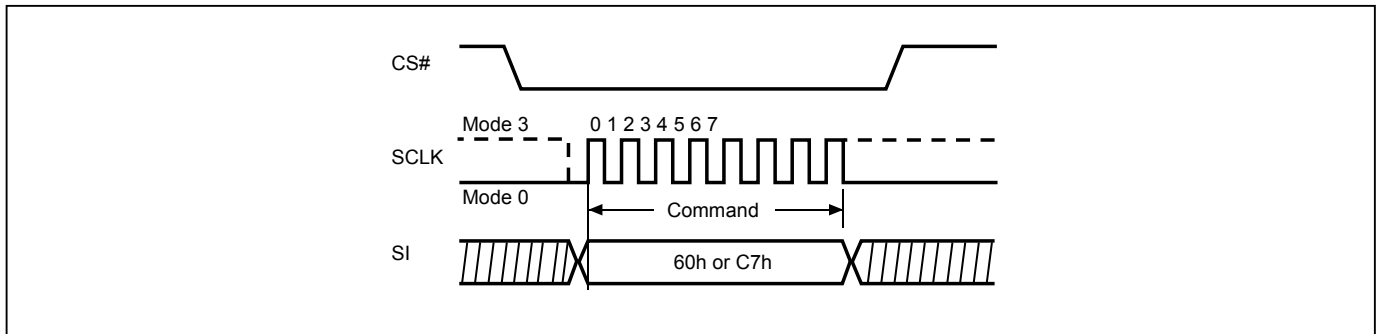 CS#
Mode 3
0 1 2 3 4 5 6 7
SCLK
Mode 0
Command
SI
60h or C7h